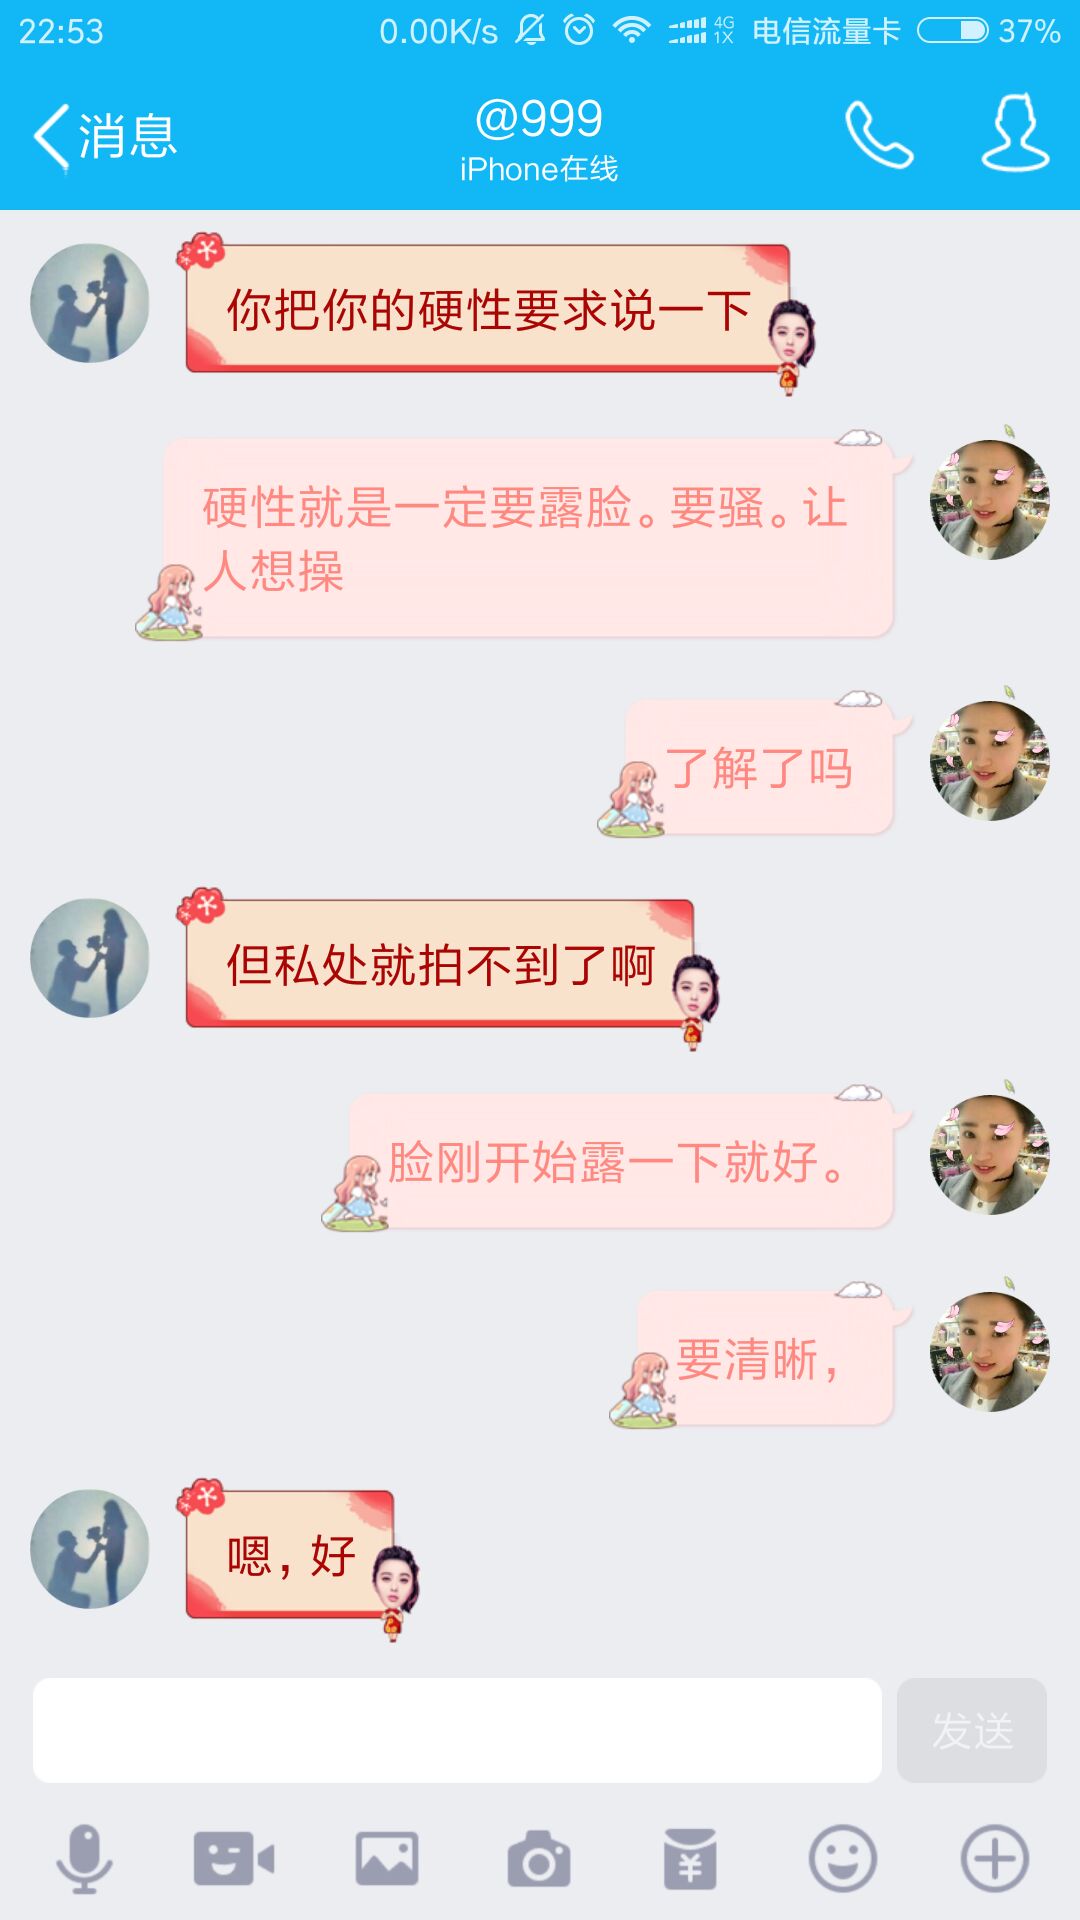 22:53 0.00K/s 4G 1X 电信流量卡 37%
消息 @999
iPhone在线
你把你的硬性要求说一下
硬性就是一定要露脸。要骚。让
人想操
了解了吗
但私处就拍不到了啊
脸刚开始露一下就好。
要清晰，
嗯，好
发送